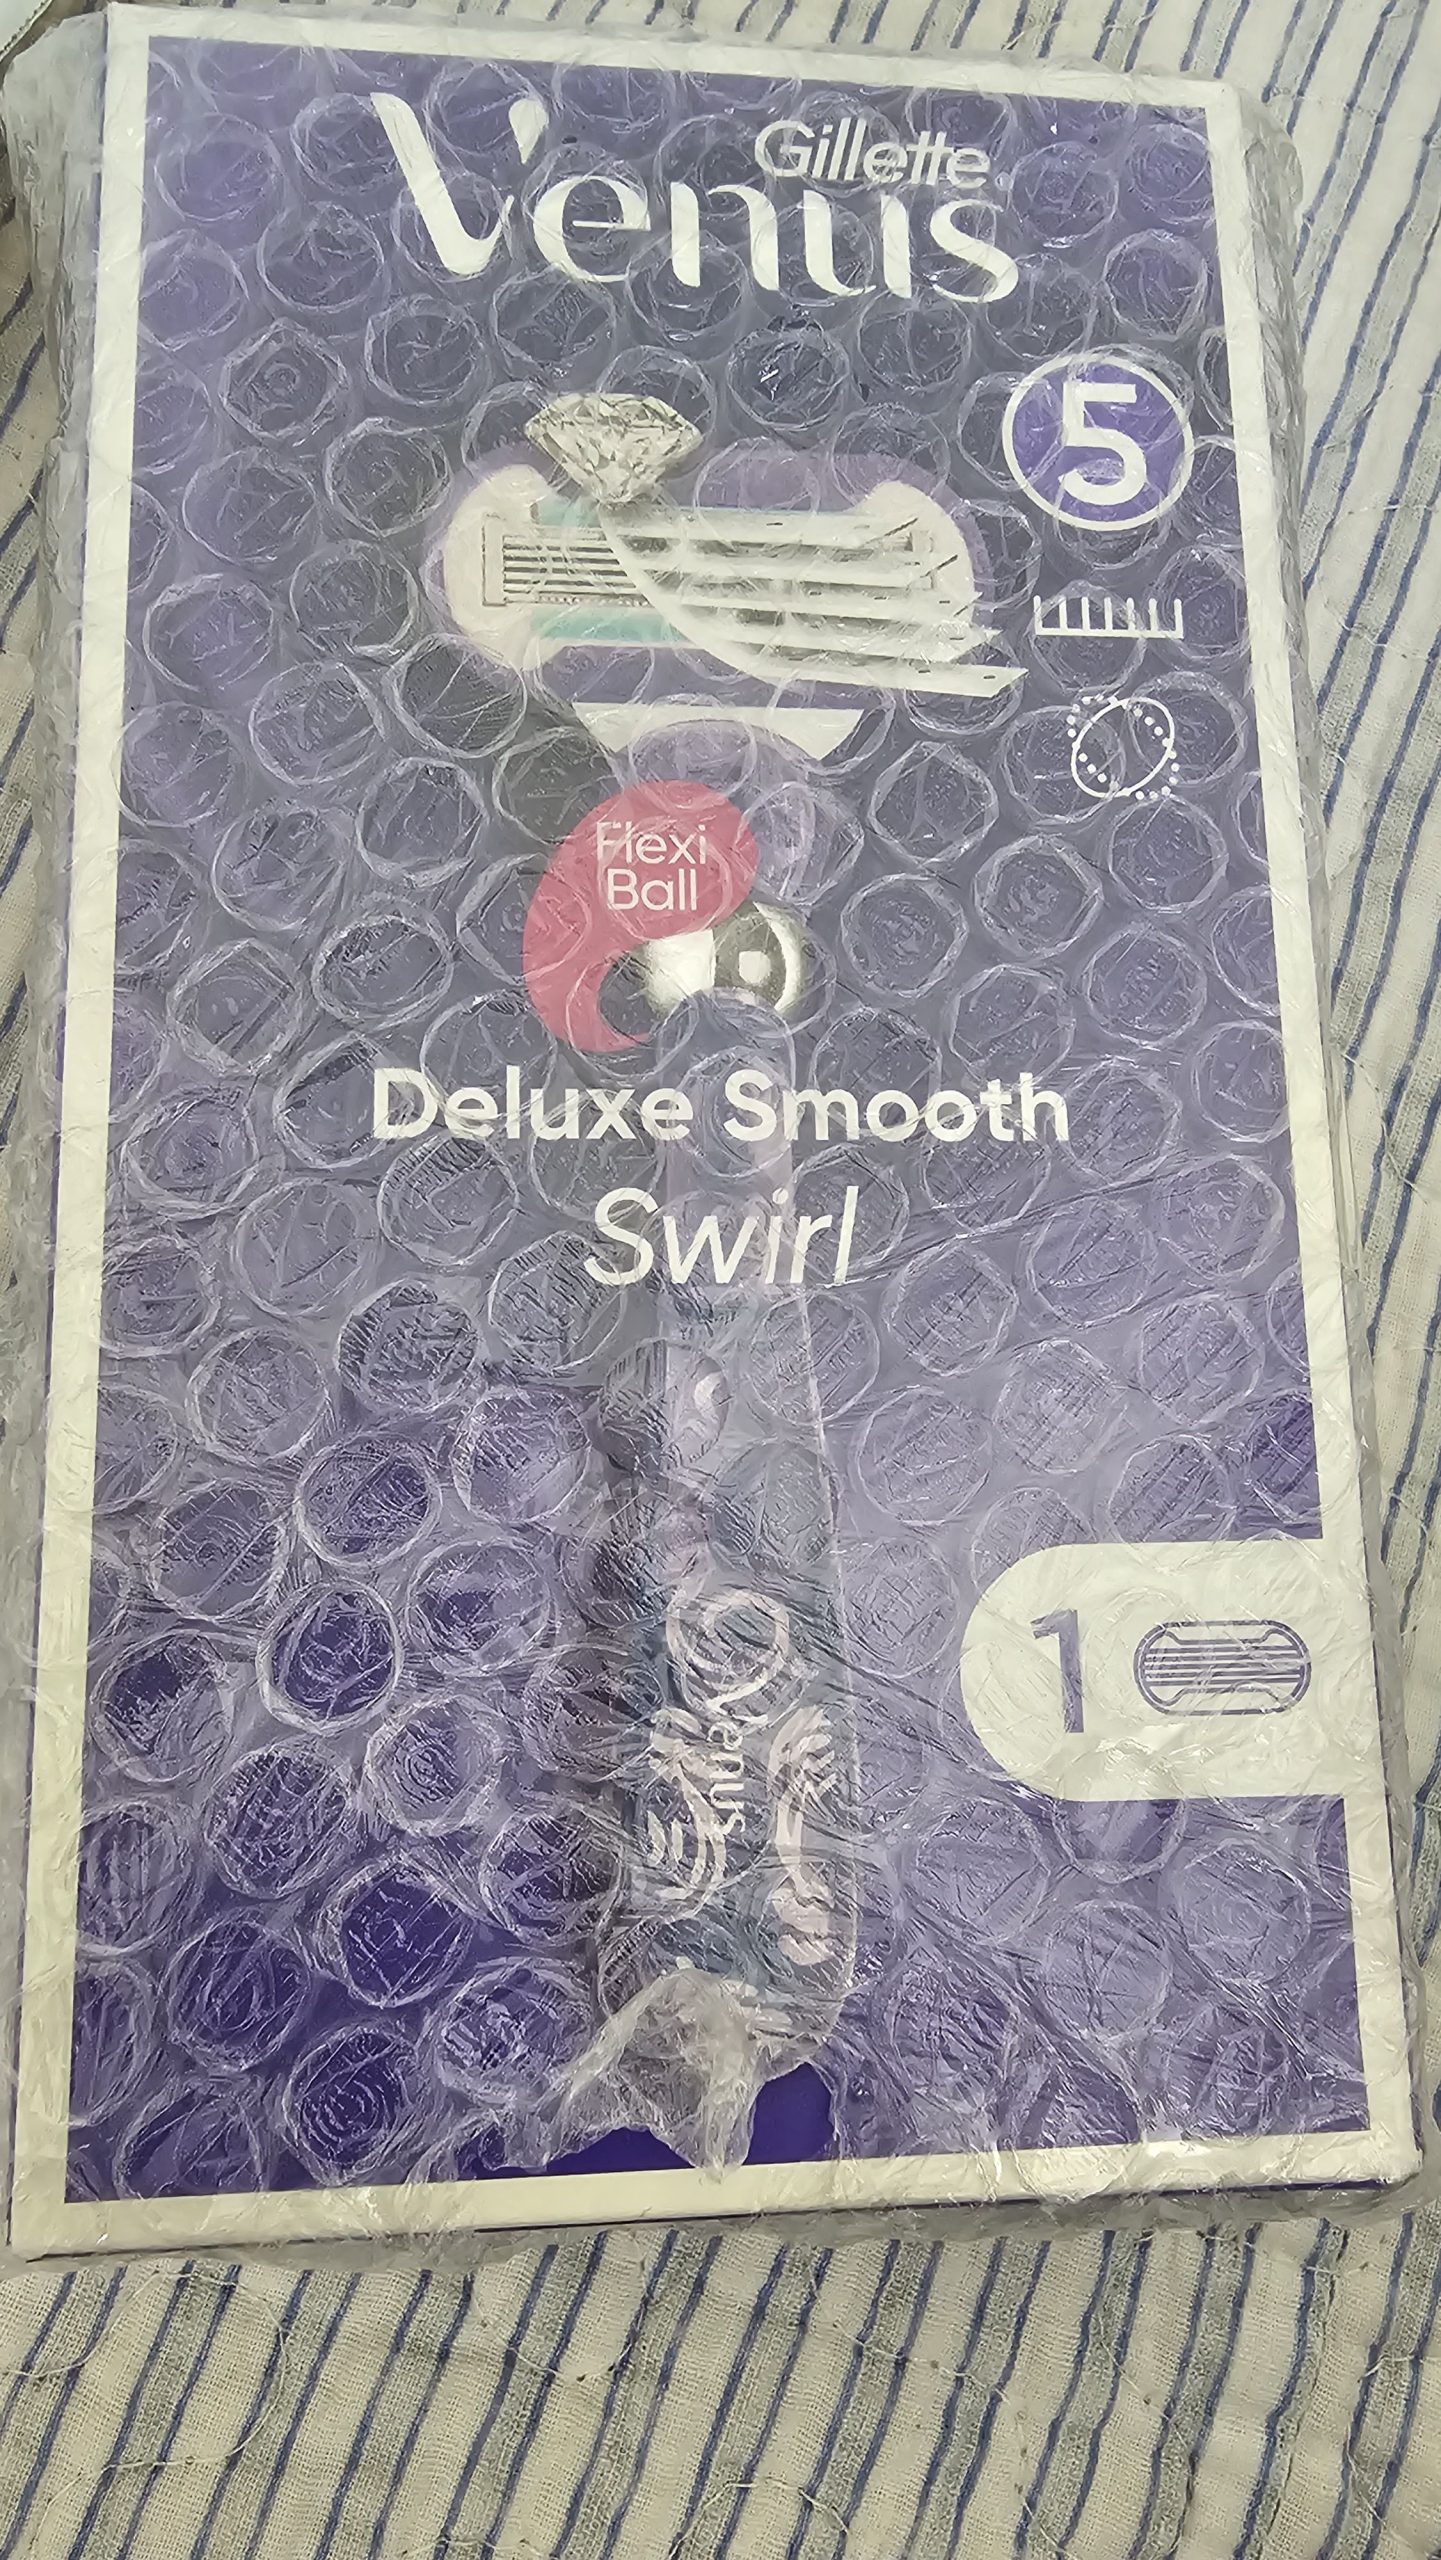 Gillette
Venus
5
Flexi
Ball
Deluxe Smooth
Swirl
Venus
1